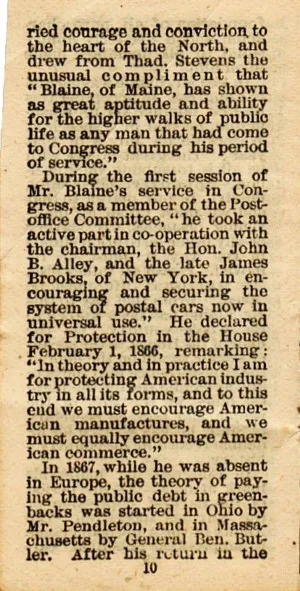 ried courage and conviction, to
the heart of the North, and
drew from Thad. Stevens the
unusual compliment that
"Blaine, of Maine, has shown
as great aptitude and ability
for the higher walks of public
life as any man that had come
to Congress during his period
of service."
During the first session of
Mr. Blaine's service in Con-
gress, as a member of the Post-
office Committee, "he took an
active part in co-operation with
the chairman, the Hon. John
B. Alley, and the late James
Brooks, of New York, in en-
couraging and securing the
system of postal cars now in
universal use." He declared
for Protection in the House
February 1, 1866, remarking:
"In theory and in practice I am
for protecting American indus-
try in all its forms, and to this
end we must encourage Amer-
ican manufactures, and we
must equally encourage Amer-
ican commerce."
In 1867, while he was absent
in Europe, the theory of pay-
ing the public debt in green-
backs was started in Ohio by
Mr. Pendleton, and in Massa-
chusetts by General Ben. But-
ler. After his return in the
10